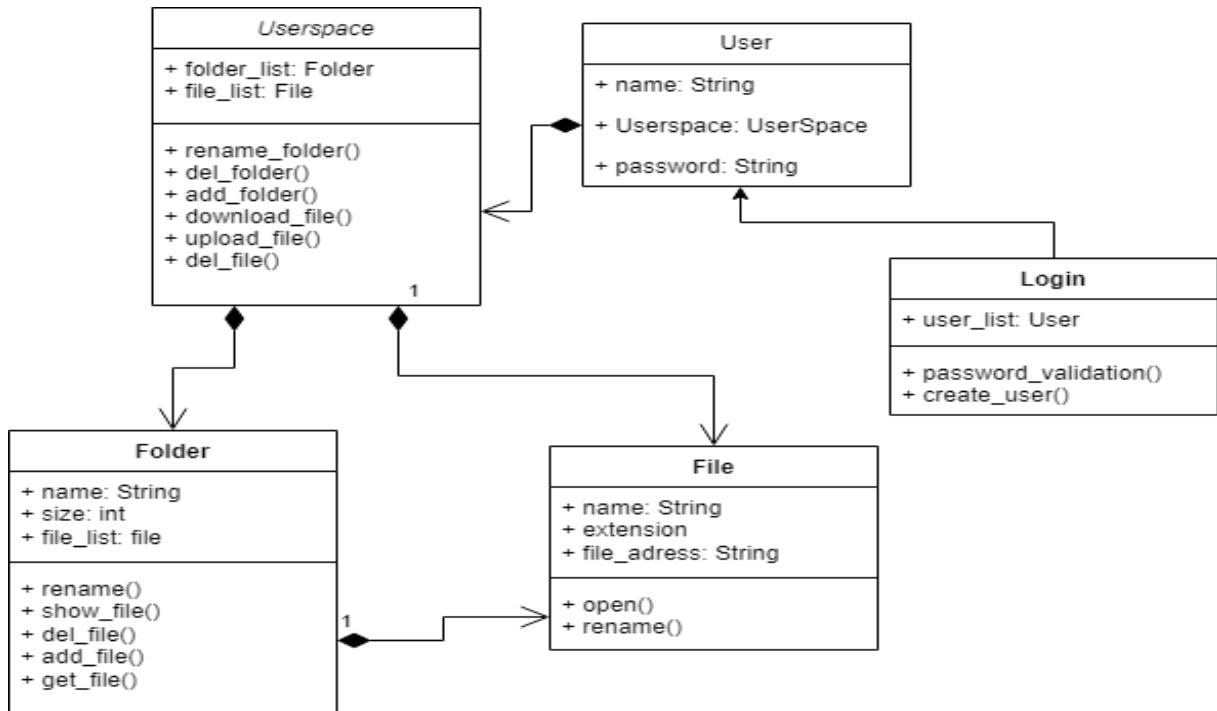 Userspace
+ folder_list: Folder
+ file_list: File
+ rename_folder()
+ del_folder()
+ add_folder()
+ download_file()
+ upload_file()
+ del_file()
1
User
+ name: String
+ Userspace: UserSpace
+ password: String
Login
+ user_list: User
+ password_validation()
+ create_user()
Folder
+ name: String
+ size: int
+ file_list: file
+ rename()
+ show_file()
+ del_file()
+ add_file()
+ get_file()
1
File
+ name: String
+ extension
+ file_adress: String
+ open()
+ rename()